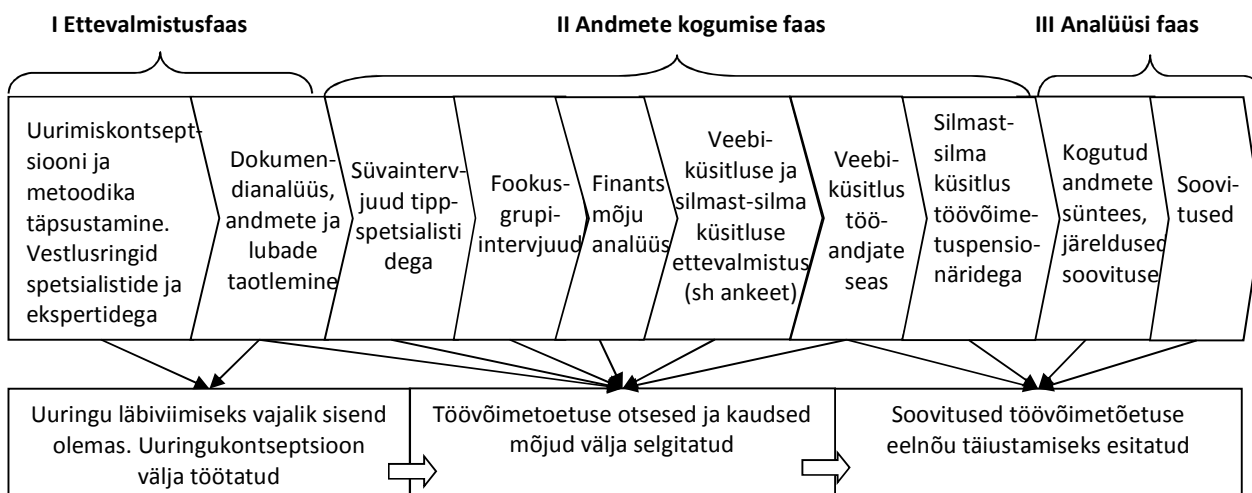 I Ettevalmistusfaas
II Andmete kogumise faas
III Analüüsi faas
Uurimiskontsept-
siooni ja
metoodika
täpsustamine.
Vestlusringid
spetsialistide ja
ekspertidega
Dokumen-
dianalüüs,
andmete ja
lubade
taotlemine
Süvaintervjuud tipp-
spetsialisti
dega
Fookus-
grupi-
intervjuud
Finants
mõju
analüüs
Veebi-
küsitluse ja
silmast-silma
küsitluse
ettevalmistus
(sh ankeet)
Veebi-
küsitlus
töö-
andjate
seas
Silmast-
silma
küsitlus
töövõime-
tuspensio-
näridega
Kogutud
andmete
süntees,
järeldused
soovituse
Soovi-
tused
Uuringu läbiviimiseks vajalik sisend
olemas. Uuringukontseptsioon
välja töötatud
Töövõimetoetuse otsesed ja kaudsed
mõjud välja selgitatud
Soovitused töövõimetõetuse
eelnõu täiustamiseks esitatud